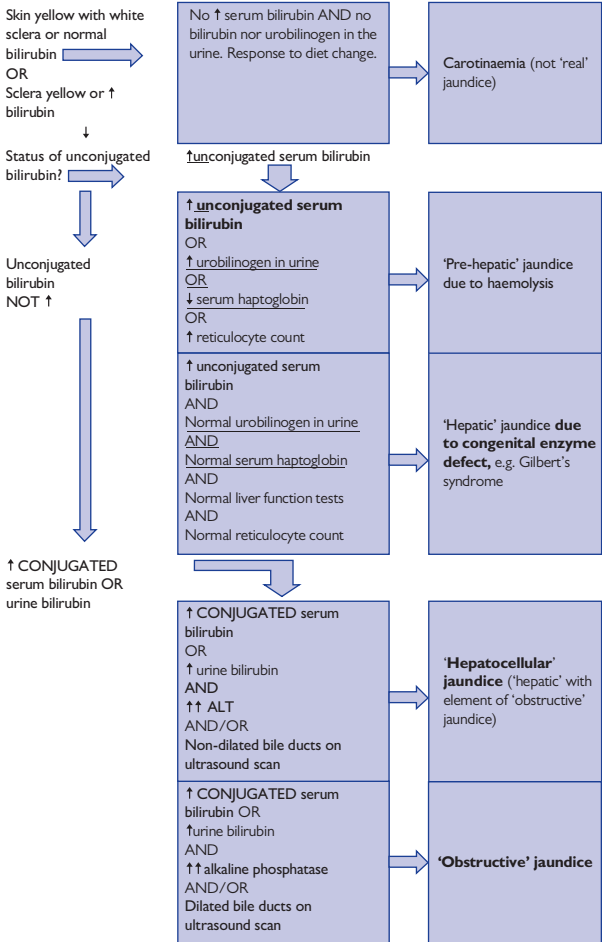 Skin yellow with white
sclera or normal
bilirubin
OR
Sclera yellow or ↑
bilirubin
↓
No ↑ serum bilirubin AND no
bilirubin nor urobilinogen in the
urine. Response to diet change.
Carotinaemia (not ‘real’
jaundice)
Status of unconjugated
bilirubin?
↑unconjugated serum bilirubin
↑ unconjugated serum
bilirubin
OR
↑ urobilinogen in urine
OR
↓ serum haptoglobin
OR
↑ reticulocyte count
‘Pre-hepatic’ jaundice
due to haemolysis
Unconjugated
bilirubin
NOT ↑
↑ unconjugated serum
bilirubin
AND
Normal urobilinogen in urine
AND
Normal serum haptoglobin
AND
Normal liver function tests
AND
Normal reticulocyte count
‘Hepatic’ jaundice due
to congenital enzyme
defect, e.g. Gilbert’s
syndrome
↑ CONJUGATED
serum bilirubin OR
urine bilirubin
↑ CONJUGATED serum
bilirubin
OR
↑ urine bilirubin
AND
↑↑ ALT
AND/OR
Non-dilated bile ducts on
ultrasound scan
‘Hepatocellular’
jaundice (‘hepatic’ with
element of ‘obstructive’
jaundice)
↑ CONJUGATED serum
bilirubin OR
↑urine bilirubin
AND
↑↑ alkaline phosphatase
AND/OR
Dilated bile ducts on
ultrasound scan
‘Obstructive’ jaundice